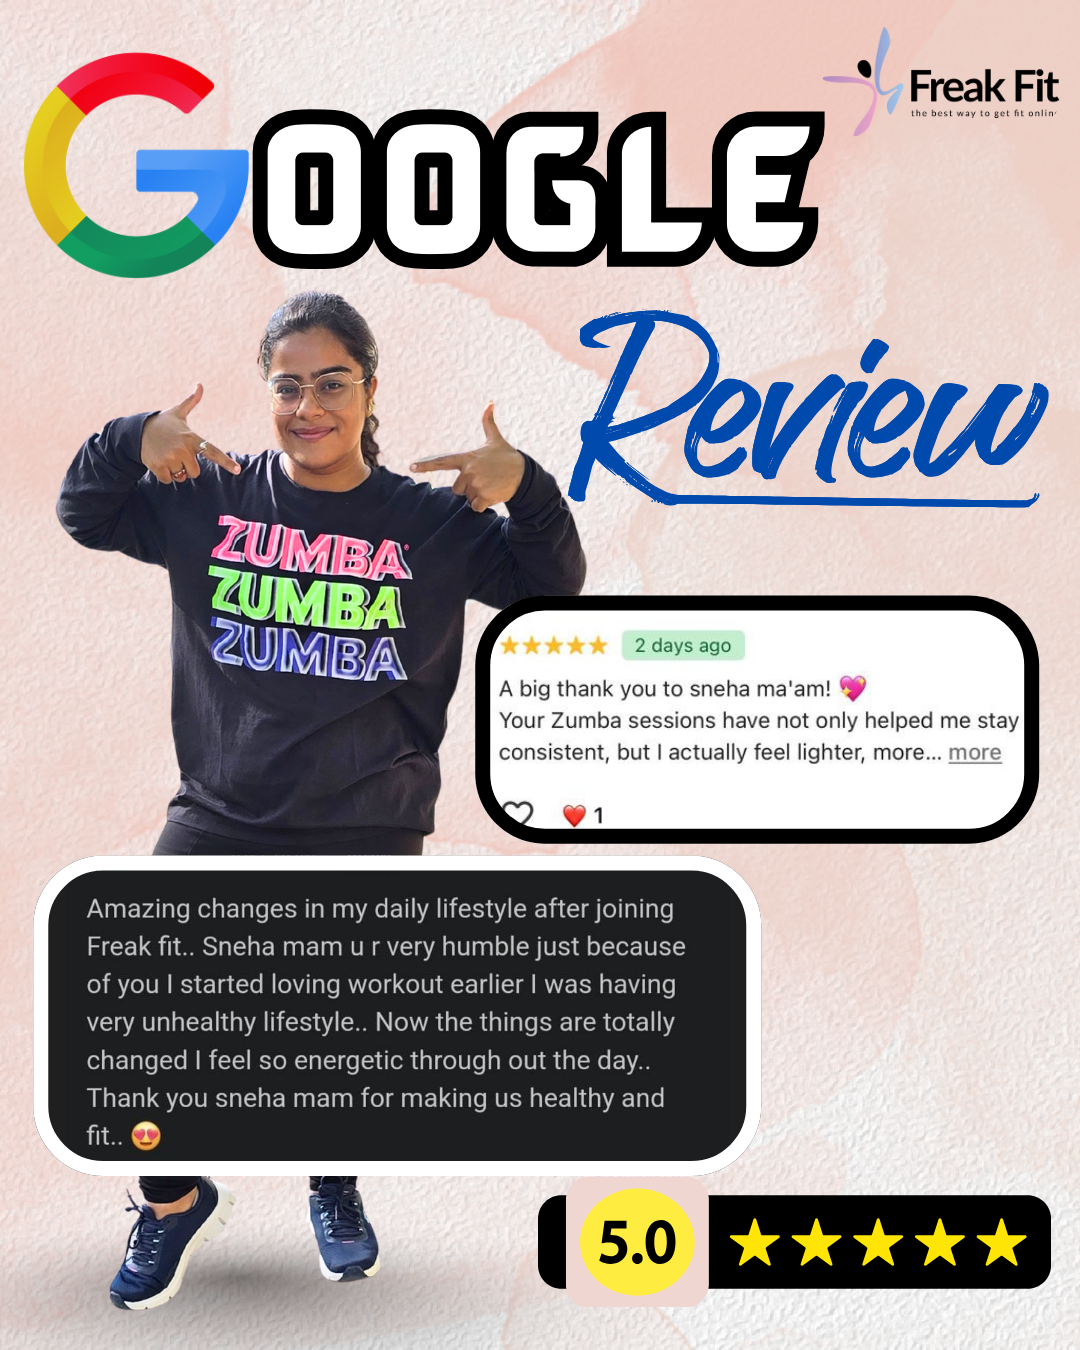 GOOGLE
Freak Fit
the best way to get fit onlin
Review
ZUMBA
ZUMBA
ZUMBA
2 days ago
A big thank you to sneha ma'am! 💖
Your Zumba sessions have not only helped me stay
consistent, but I actually feel lighter, more... more
❤️ 1
Amazing changes in my daily lifestyle after joining
Freak fit.. Sneha mam u r very humble just because
of you I started loving workout earlier I was having
very unhealthy lifestyle.. Now the things are totally
changed I feel so energetic through out the day..
Thank you sneha mam for making us healthy and
fit.. 😍
5.0